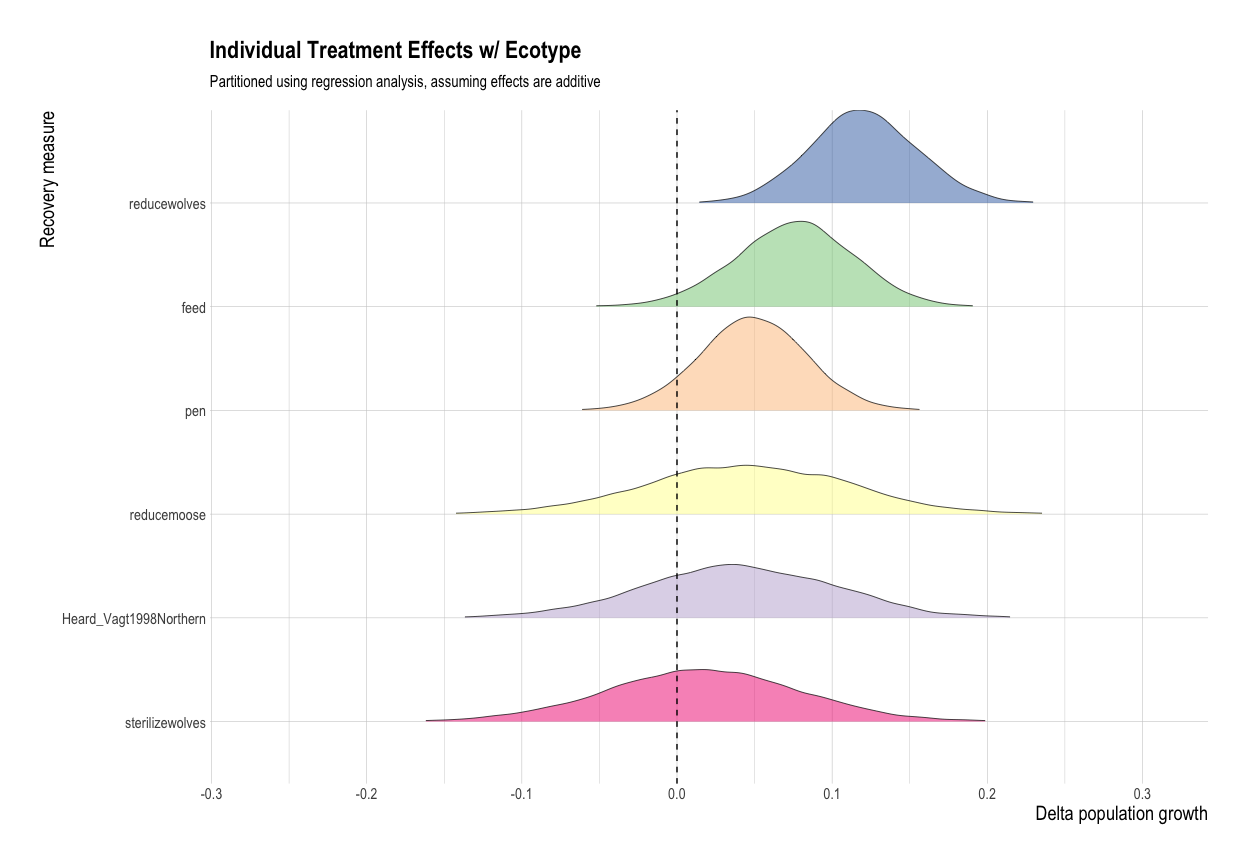 Individual Treatment Effects w/ Ecotype
Partitioned using regression analysis, assuming effects are additive
Recovery measure
reducewolves
feed
pen
reducemoose
Heard_Vagt1998Northern
sterilizewolves
-0.3 -0.2 -0.1 0.0 0.1 0.2 0.3
Delta population growth